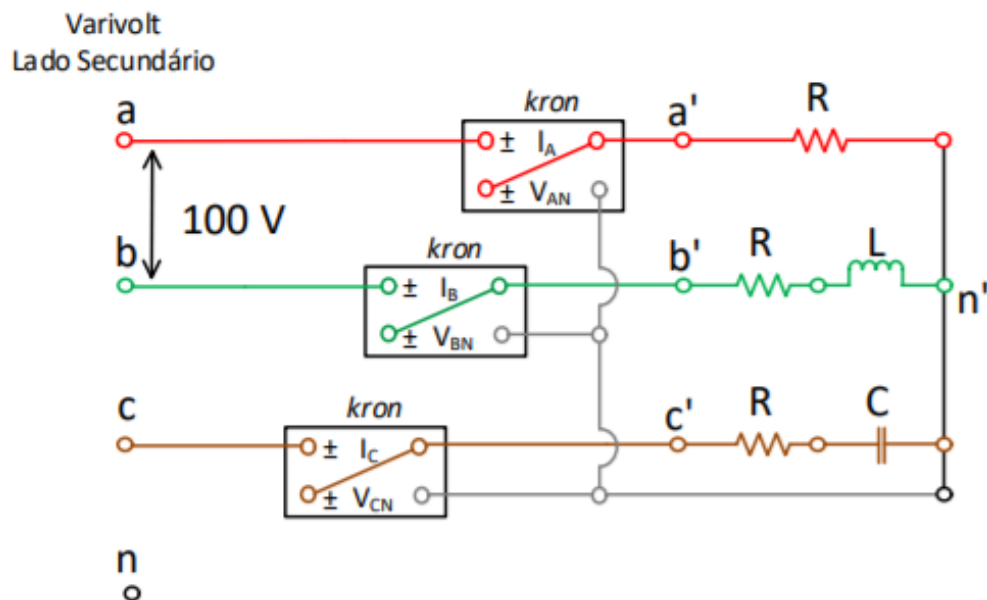 Varivolt
Lado Secundário
a
kron
a'
R
± I_A
± V_AN
100 V
b
kron
b'
R
L
± I_B
n'
± V_BN
c
kron
c'
R
C
± I_C
± V_CN
n